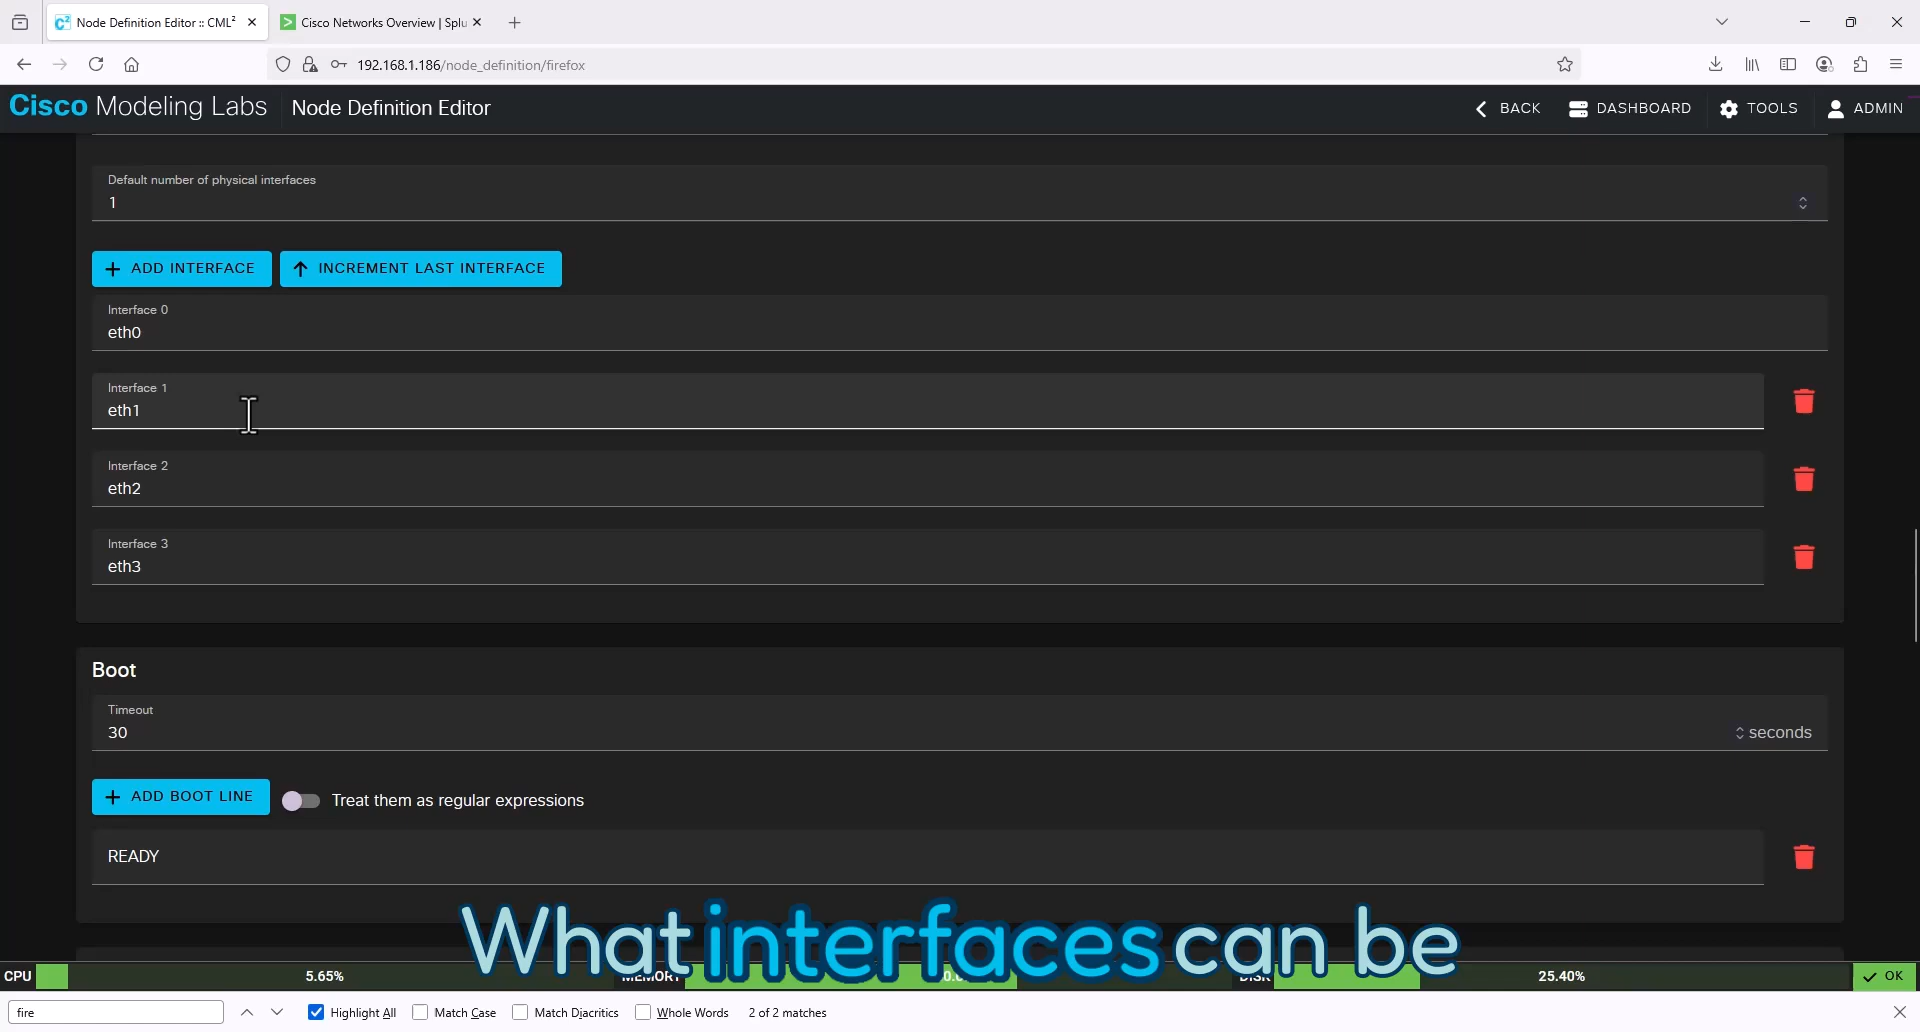 Node Definition Editor :: CML²
Cisco Networks Overview | Splu
192.168.1.186/node_definition/firefox
Cisco Modeling Labs
Node Definition Editor
BACK
DASHBOARD
TOOLS
ADMIN
Default number of physical interfaces
1
ADD INTERFACE
INCREMENT LAST INTERFACE
Interface 0
eth0
Interface 1
eth1
Interface 2
eth2
Interface 3
eth3
Boot
Timeout
30
seconds
ADD BOOT LINE
Treat them as regular expressions
READY
What interfaces can be
CPU
5.65%
MEMORY
DISK
25.40%
OK
fire
Highlight All
Match Case
Match Diacritics
Whole Words
2 of 2 matches